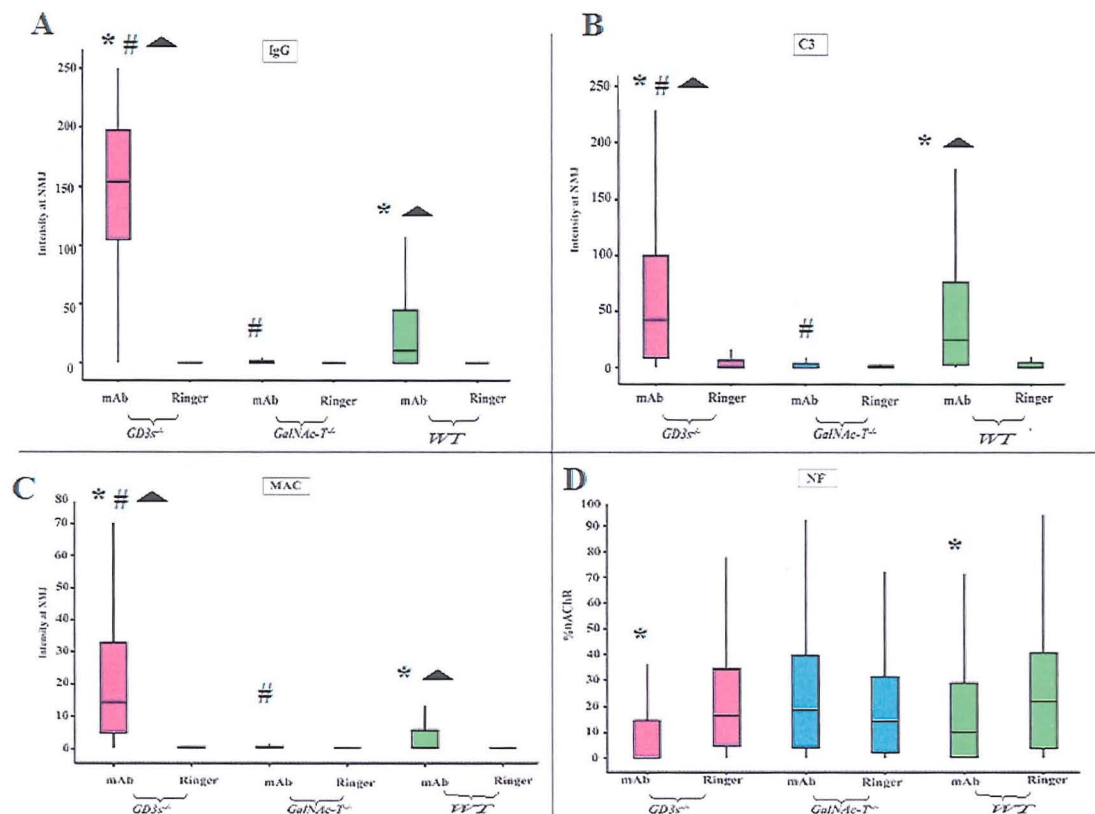 A
* # ▲
IgG
250
200
150
100
50
0
Intensity at NMJ
#
* ▲
mAb Ringer mAb Ringer mAb Ringer
GD3s-/- GalNAc-T-/- WT
B
* # ▲
C3
250
200
150
100
50
0
Intensity at NMJ
#
* ▲
mAb Ringer mAb Ringer mAb Ringer
GD3s-/- GalNAc-T-/- WT
C
* # ▲
MAC
80
70
60
50
40
30
20
10
0
Intensity at NMJ
#
* ▲
mAb Ringer mAb Ringer mAb Ringer
GD3s-/- GalNAc-T-/- WT
D
NF
100
90
80
70
60
50
40
30
20
10
0
%nAChR
*
*
mAb Ringer mAb Ringer mAb Ringer
GD3s-/- GalNAc-T-/- WT